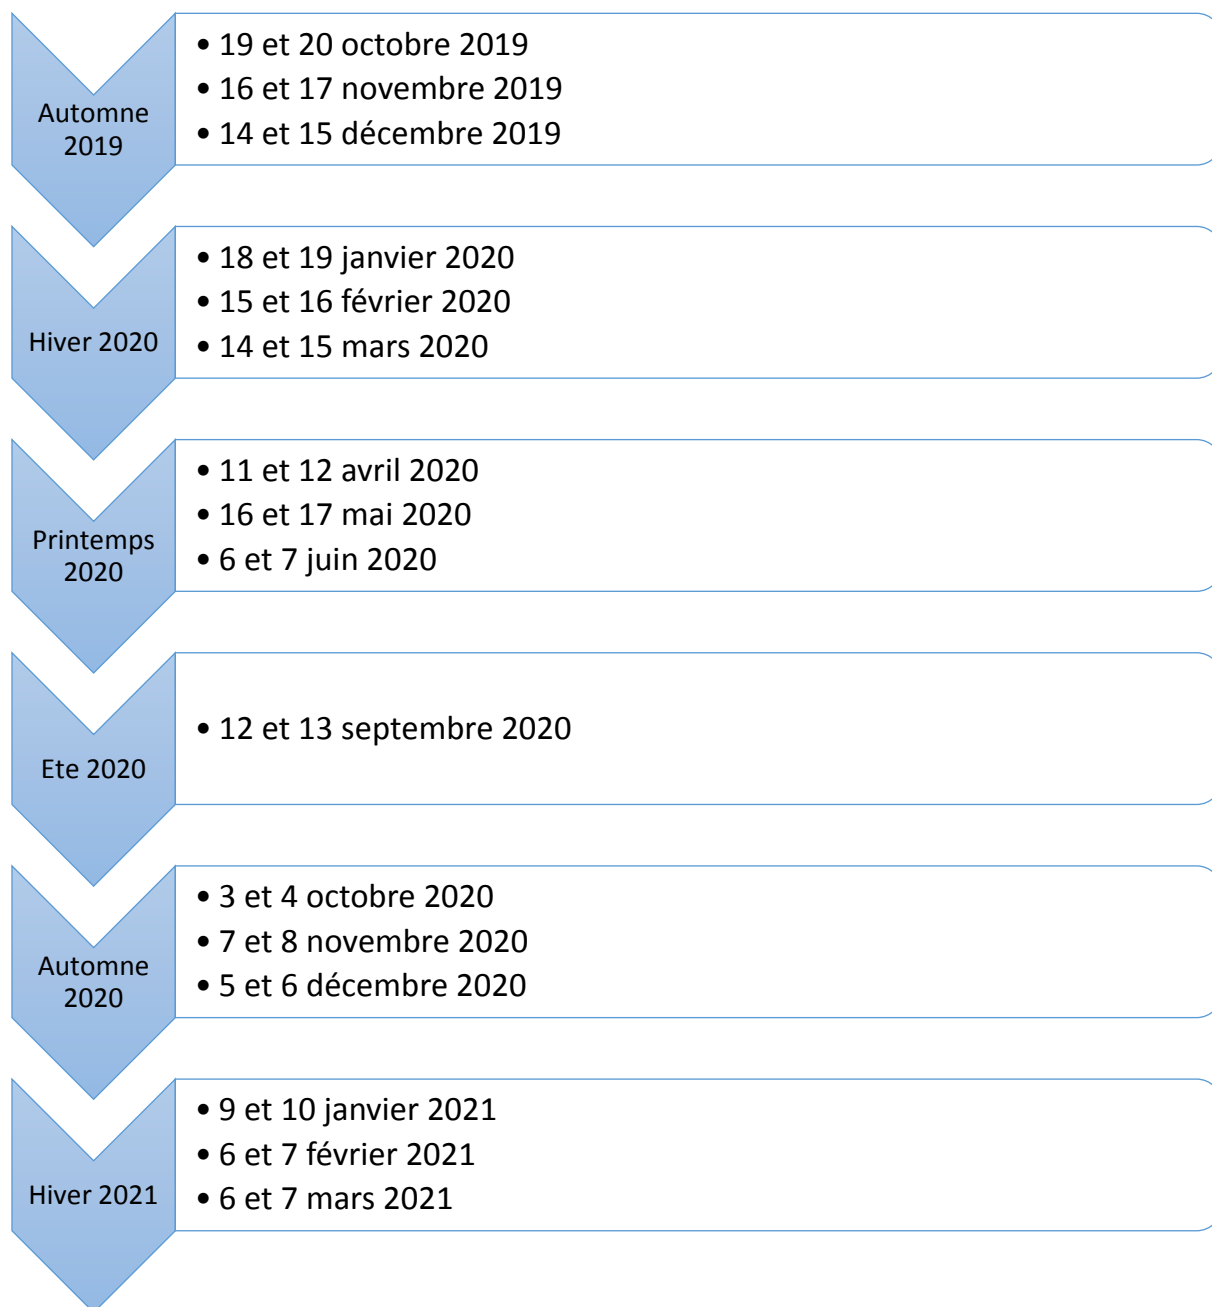 Automne
2019
• 19 et 20 octobre 2019
• 16 et 17 novembre 2019
• 14 et 15 décembre 2019
Hiver 2020
• 18 et 19 janvier 2020
• 15 et 16 février 2020
• 14 et 15 mars 2020
Printemps
2020
• 11 et 12 avril 2020
• 16 et 17 mai 2020
• 6 et 7 juin 2020
Ete 2020
• 12 et 13 septembre 2020
Automne
2020
• 3 et 4 octobre 2020
• 7 et 8 novembre 2020
• 5 et 6 décembre 2020
Hiver 2021
• 9 et 10 janvier 2021
• 6 et 7 février 2021
• 6 et 7 mars 2021